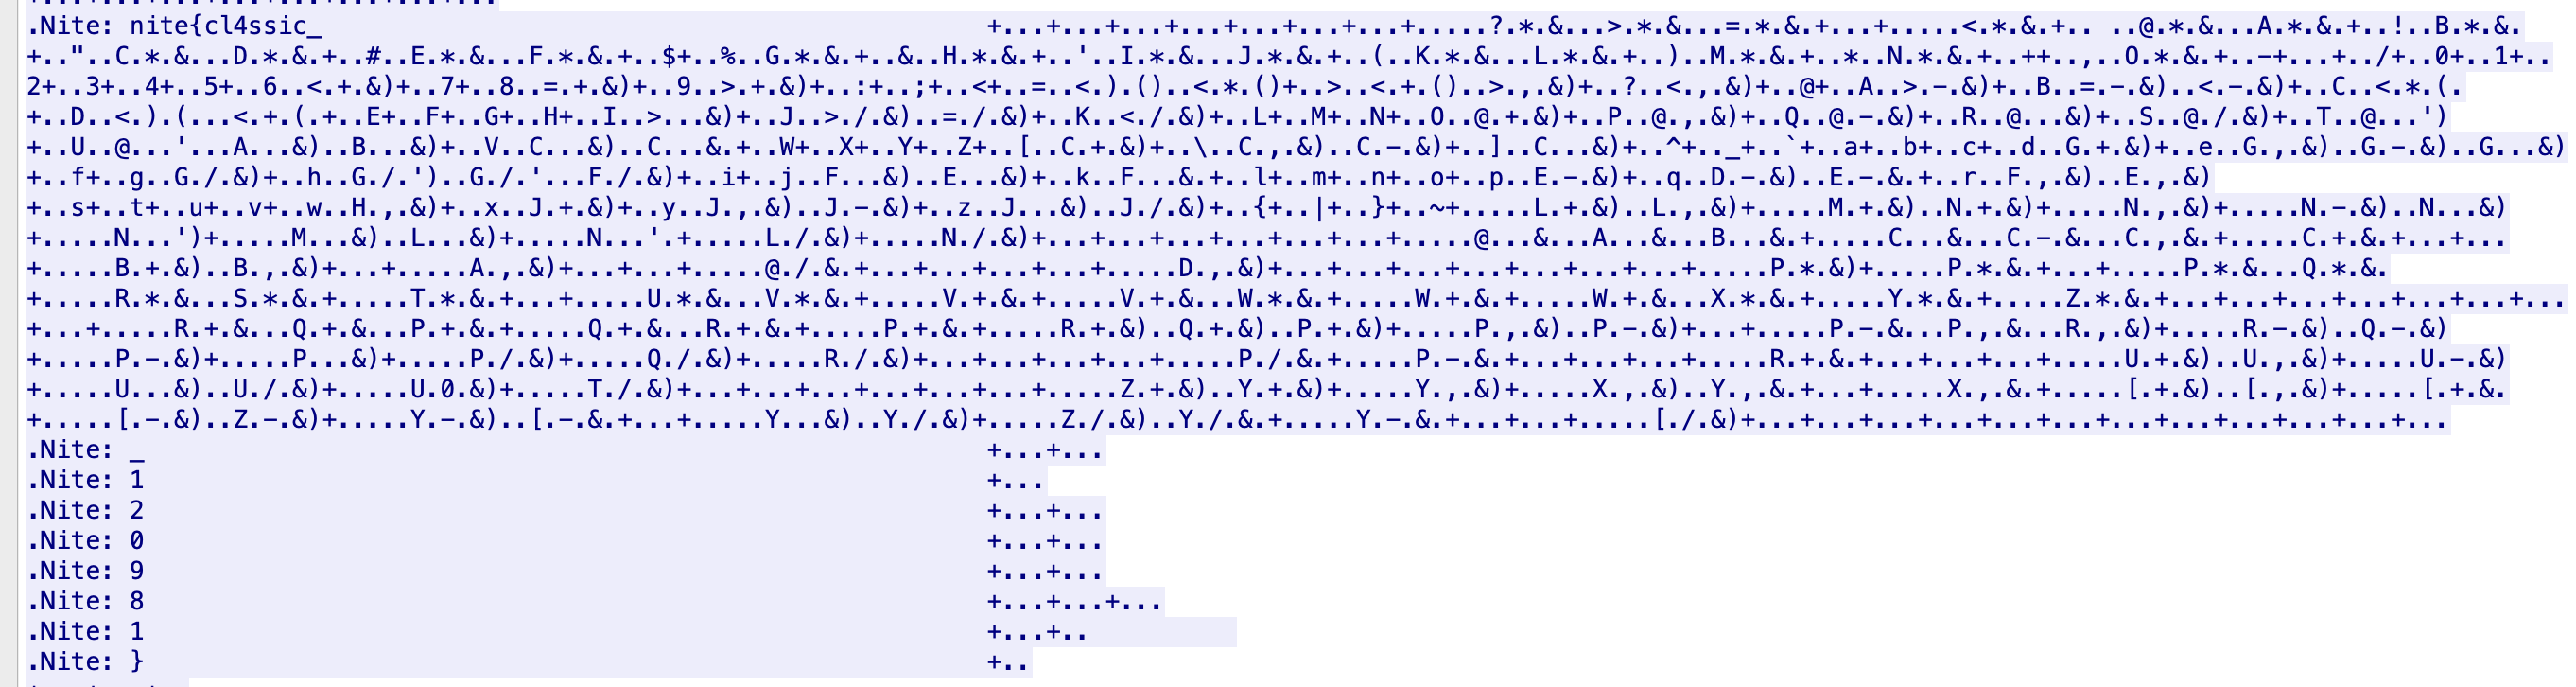 .Nite: nite{cl4ssic_ +...+...+...+...+...+...+...+.....?.*.&...>.*.&...=.*.&.+...+.....<.*.&.+.. ..@.*.&...A.*.&.+..!..B.*.&.
+.."..C.*.&...D.*.&.+..#..E.*.&...F.*.&.+..$+..%..G.*.&.+..&..H.*.&.+..'..I.*.&...J.*.&.+..(..K.*.&...L.*.&.+..)..M.*.&.+..*..N.*.&.+..++..,..O.*.&.+..-+...+../+..0+..1+..
2+..3+..4+..5+..6..<.+.&)+..7+..8..=.+.&)+..9..>.+.&)+..:+..;+..<+..=..<.).()..<.*.()+..>..<.+.()..>.,.&)+..?..<.,.&)+..@+..A..>.-.&)+..B..=.-.&)..<.-.&)+..C..<.*.(.
+..D..<.).(...<.+.(.+..E+..F+..G+..H+..I..>...&)+..J..>./.&)..=./.&)+..K..<./.&)+..L+..M+..N+..O..@.+.&)+..P..@.,.&)+..Q..@.-.&)+..R..@...&)+..S..@./.&)+..T..@...')
+..U..@...'...A...&)..B...&)+..V..C...&)..C...&.+..W+..X+..Y+..Z+..[..C.+.&)+..\..C.,.&)..C.-.&)+..]..C...&)+..^+.._+..`+..a+..b+..c+..d..G.+.&)+..e..G.,.&)..G.-.&)..G...&)
+..f+..g..G./.&)+..h..G./.')..G./.'...F./.&)+..i+..j..F...&)..E...&)+..k..F...&.+..l+..m+..n+..o+..p..E.-.&)+..q..D.-.&)..E.-.&.+..r..F.,.&)..E.,.&)
+..s+..t+..u+..v+..w..H.,.&)+..x..J.+.&)+..y..J.,.&)..J.-.&)+..z..J...&)..J./.&)+..{+..|+..}+..~+.....L.+.&)..L.,.&)+.....M.+.&)..N.+.&)+.....N.,.&)+.....N.-.&)..N...&)
+.....N...')+.....M...&)..L...&)+.....N...'.+.....L./.&)+.....N./.&)+...+...+...+...+...+...+.....@...&...A...&...B...&.+.....C...&...C.-.&...C.,.&.+.....C.+.&.+...+...
+.....B.+.&)..B.,.&)+...+.....A.,.&)+...+...+.....@./.&.+...+...+...+...+.....D.,.&)+...+...+...+...+...+...+...+.....P.*.&)+.....P.*.&.+...+.....P.*.&...Q.*.&.
+.....R.*.&...S.*.&.+.....T.*.&.+...+.....U.*.&...V.*.&.+.....V.+.&.+.....V.+.&...W.*.&.+.....W.+.&.+.....W.+.&...X.*.&.+.....Y.*.&.+.....Z.*.&.+...+...+...+...+...+...+...
+...+.....R.+.&...Q.+.&...P.+.&.+.....Q.+.&...R.+.&.+.....P.+.&.+.....R.+.&)..Q.+.&)..P.+.&)+.....P.,.&)..P.-.&)+...+.....P.-.&...P.,.&...R.,.&)+.....R.-.&)..Q.-.&)
+.....P.-.&)+.....P...&)+.....P./.&)+.....Q./.&)+.....R./.&)+...+...+...+...+.....P./.&.+.....P.-.&.+...+...+...+.....R.+.&.+...+...+...+.....U.+.&)..U.,.&)+.....U.-.&)
+.....U...&)..U./.&)+.....U.0.&)+.....T./.&)+...+...+...+...+...+...+.....Z.+.&)..Y.+.&)+.....Y.,.&)+.....X.,.&)..Y.,.&.+...+.....X.,.&.+.....[.+.&)..[.,.&)+.....[.+.&.
+.....[.-.&)..Z.-.&)+.....Y.-.&)..[.-.&.+...+.....Y...&)..Y./.&)+.....Z./.&)..Y./.&.+.....Y.-.&.+...+...+.....[./.&)+...+...+...+...+...+...+...+...+...+...+...+...
.Nite: _ +...+...
.Nite: 1 +...
.Nite: 2 +...+...
.Nite: 0 +...+...
.Nite: 9 +...+...
.Nite: 8 +...+...+...
.Nite: 1 +...+..
.Nite: } +..